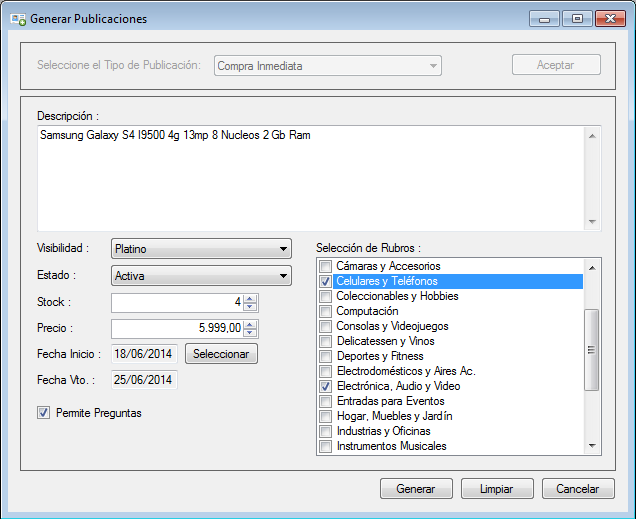 Generar Publicaciones
Seleccione el Tipo de Publicación: Compra Inmediata Aceptar
Descripción :
Samsung Galaxy S4 I9500 4g 13mp 8 Nucleos 2 Gb Ram
Visibilidad : Platino
Estado : Activa
Stock : 4
Precio : 5.999,00
Fecha Inicio : 18/06/2014 Seleccionar
Fecha Vto. : 25/06/2014
Permite Preguntas
Selección de Rubros :
Cámaras y Accesorios
Celulares y Teléfonos
Coleccionables y Hobbies
Computación
Consolas y Videojuegos
Delicatessen y Vinos
Deportes y Fitness
Electrodomésticos y Aires Ac.
Electrónica, Audio y Video
Entradas para Eventos
Hogar, Muebles y Jardín
Industrias y Oficinas
Instrumentos Musicales
Generar Limpiar Cancelar